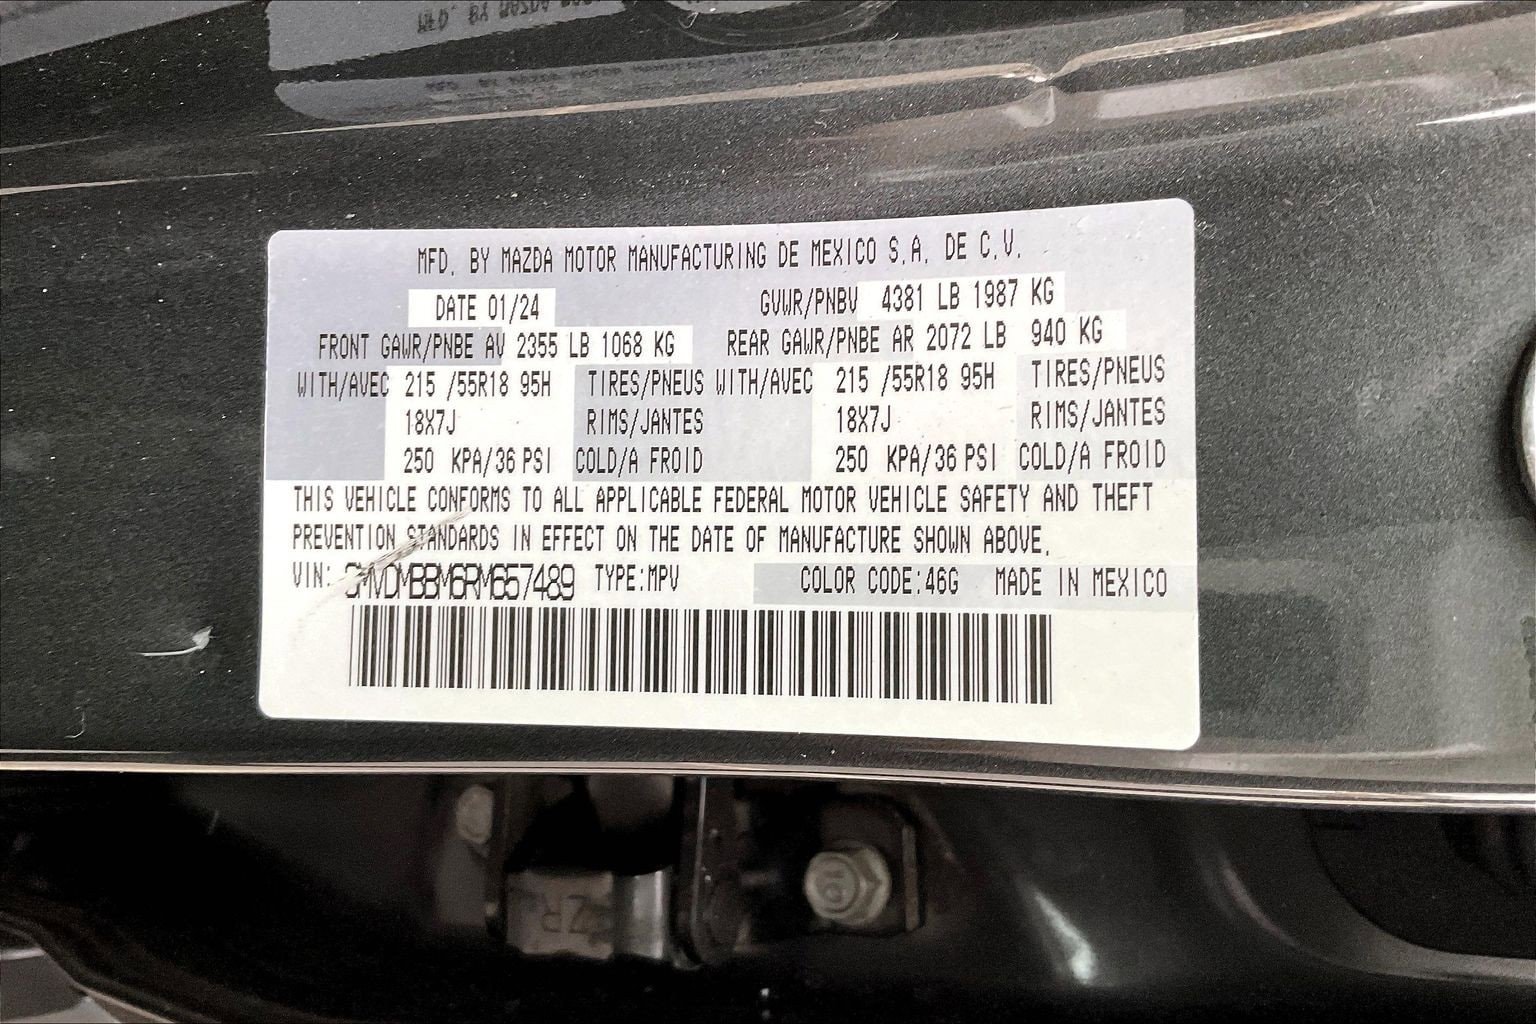 MFD. BY MAZDA MOTOR MANUFACTURING DE MEXICO S.A. DE C.V.
DATE 01/24 GVWR/PNBV 4381 LB 1987 KG
FRONT GAWR/PNBE AV 2355 LB 1068 KG REAR GAWR/PNBE AR 2072 LB 940 KG
WITH/AVEC 215 /55R18 95H TIRES/PNEUS WITH/AVEC 215 /55R18 95H TIRES/PNEUS
18X7J RIMS/JANTES 18X7J RIMS/JANTES
250 KPA/36 PSI COLD/A FROID 250 KPA/36 PSI COLD/A FROID
THIS VEHICLE CONFORMS TO ALL APPLICABLE FEDERAL MOTOR VEHICLE SAFETY AND THEFT
PREVENTION STANDARDS IN EFFECT ON THE DATE OF MANUFACTURE SHOWN ABOVE.
VIN: 3MVDMBBM6RM657489 TYPE:MPV COLOR CODE:46G MADE IN MEXICO